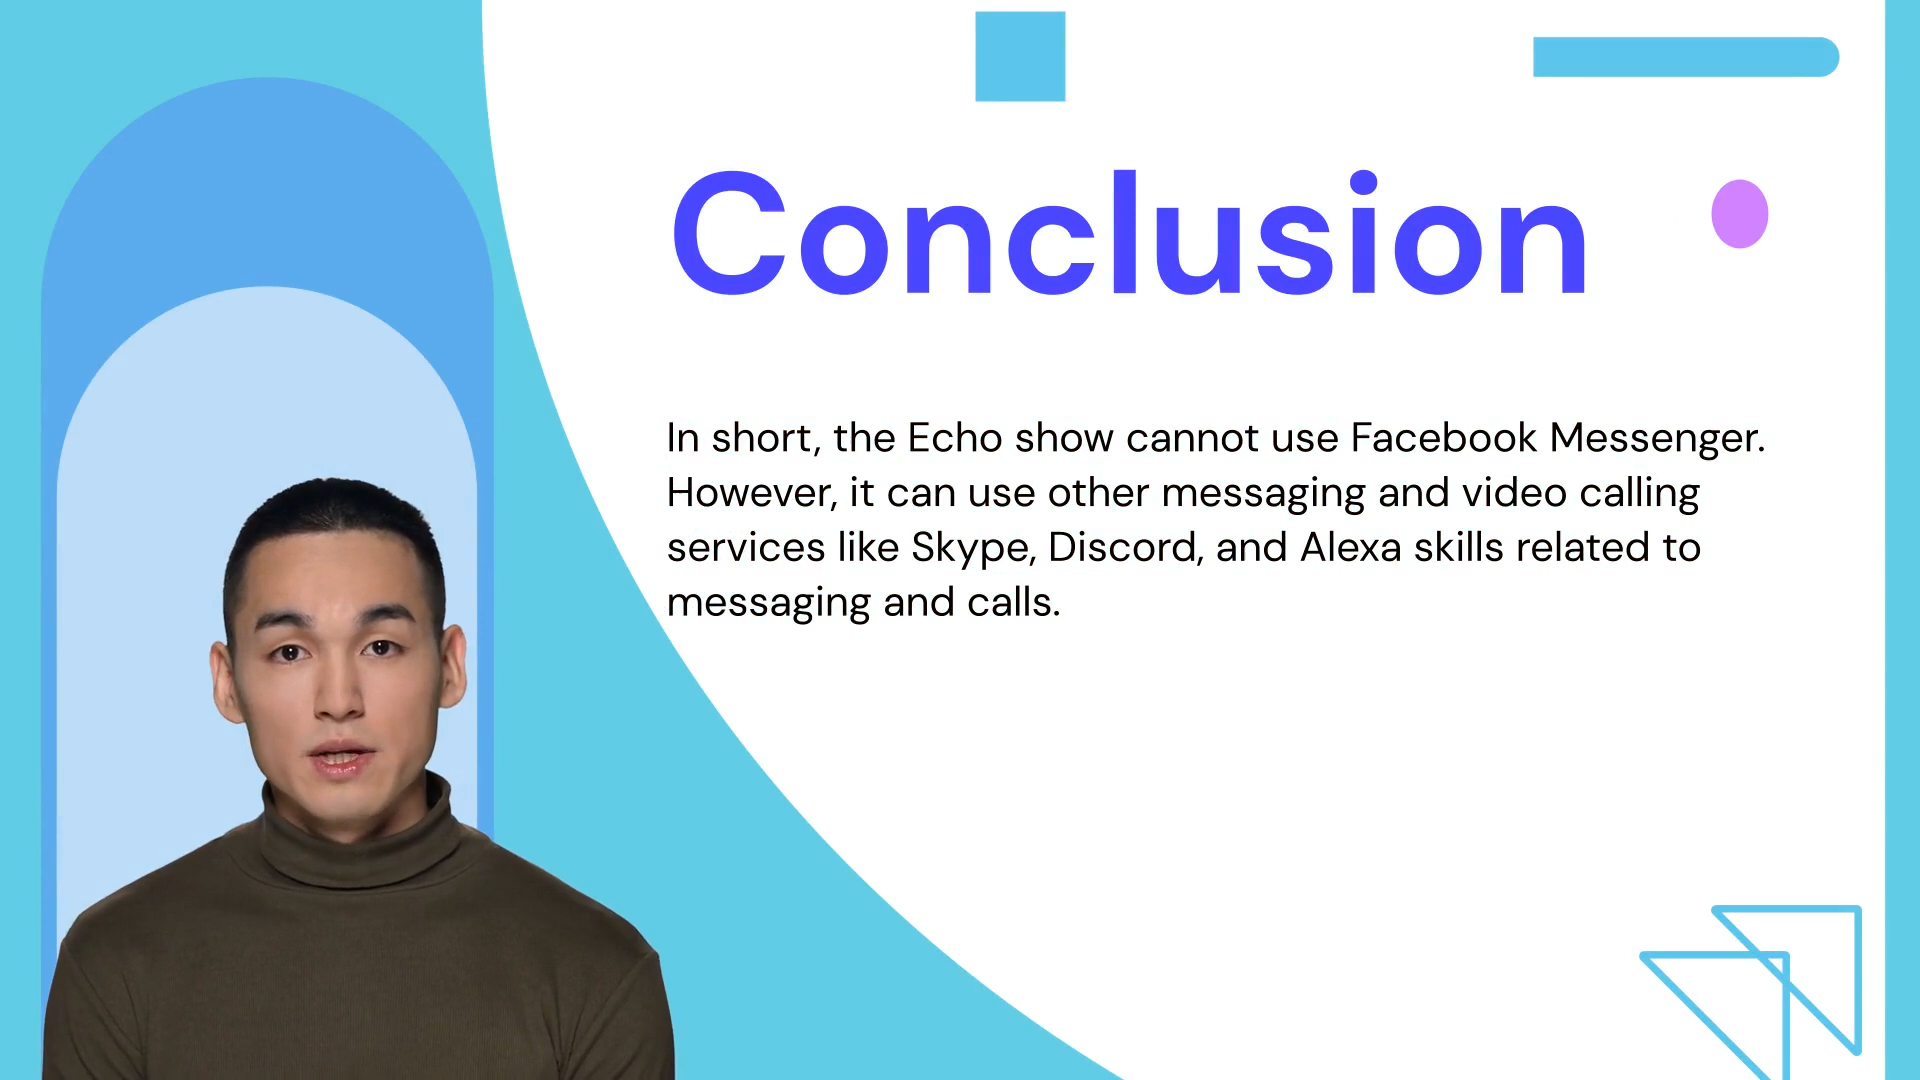 Conclusion
In short, the Echo show cannot use Facebook Messenger.
However, it can use other messaging and video calling
services like Skype, Discord, and Alexa skills related to
messaging and calls.